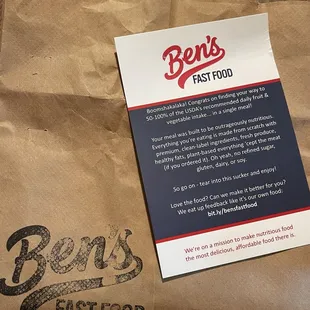 Ben's
FAST FOOD
Boomshakalaka! Congrats on finding your way to
50-100% of the USDA's recommended daily fruit &
vegetable intake... in a single meal!
Your meal was built to be outrageously nutritious.
Everything you're eating is made from scratch with
premium, clean-label ingredients, fresh produce,
healthy fats, plant-based everything 'cept the meat
(if you ordered it). Oh yeah, no refined sugar,
gluten, dairy, or soy.
So go on - tear into this sucker and enjoy!
Love the food? Can we make it better for you?
We eat up feedback like it's our own food:
bit.ly/bensfastfood
We're on a mission to make nutritious food
the most delicious, affordable food there is.
Ben's
FAST FOOD